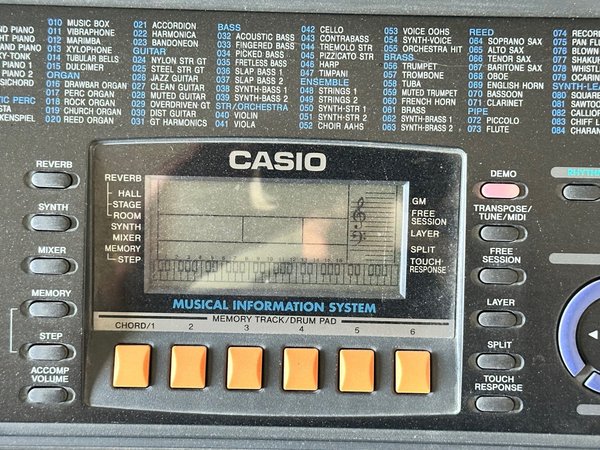 ND PIANO
PIANO
KY-TONK
PIANO 1
PIANO 2
SICHORD
TIC PERC
KENSPIEL
010 MUSIC BOX
011 VIBRAPHONE
012 MARIMBA
013 XYLOPHONE
014 TUBULAR BELLS
015 DULCIMER
ORGAN
016 DRAWBAR ORGAN
017 PERC ORGAN
018 ROCK ORGAN
019 CHURCH ORGAN
020 REED ORGAN
021 ACCORDION
022 HARMONICA
023 BANDONEON
GUITAR
024 NYLON STR GT
025 STEEL STR GT
026 JAZZ GUITAR
027 CLEAN GUITAR
028 MUTED GUITAR
029 OVERDRIVEN GT
030 DIST GUITAR
031 GT HARMONICS
BASS
032 ACOUSTIC BASS
033 FINGERED BASS
034 PICKED BASS
035 FRETLESS BASS
036 SLAP BASS 1
037 SLAP BASS 2
038 SYNTH-BASS 1
039 SYNTH-BASS 2
STR/ORCHESTRA
040 VIOLIN
041 VIOLA
042 CELLO
043 CONTRABASS
044 TREMOLO STR
045 PIZZICATO STR
046 HARP
047 TIMPANI
ENSEMBLE
048 STRINGS 1
049 STRINGS 2
050 SYNTH-STR 1
051 SYNTH-STR 2
052 CHOIR AAHS
053 VOICE OOHS
054 SYNTH-VOICE
055 ORCHESTRA HIT
BRASS
056 TRUMPET
057 TROMBONE
058 TUBA
059 MUTED TRUMPET
060 FRENCH HORN
061 BRASS
062 SYNTH-BRASS 1
063 SYNTH-BRASS 2
REED
064 SOPRANO SAX
065 ALTO SAX
066 TENOR SAX
067 BARITONE SAX
068 OBOE
069 ENGLISH HORN
070 BASSOON
071 CLARINET
PIPE
072 PICCOLO
073 FLUTE
074 RECOR
075 PAN FL
076 BLOWN
077 SHAKU
078 WHISTL
079 OCARIN
SYNTH-LEA
080 SQUARE
081 SAWTOO
082 CALLIOP
083 CHIFF L
084 CHARAN
CASIO
REVERB
HALL
STAGE
ROOM
SYNTH
MIXER
MEMORY
STEP
GM
FREE
SESSION
LAYER
SPLIT
TOUCH
RESPONSE
MUSICAL INFORMATION SYSTEM
MEMORY TRACK/DRUM PAD
CHORD/1 2 3 4 5 6
REVERB
SYNTH
MIXER
MEMORY
STEP
ACCOMP
VOLUME
DEMO
TRANSPOSE/
TUNE/MIDI
FREE
SESSION
LAYER
SPLIT
TOUCH
RESPONSE
RHYTHM